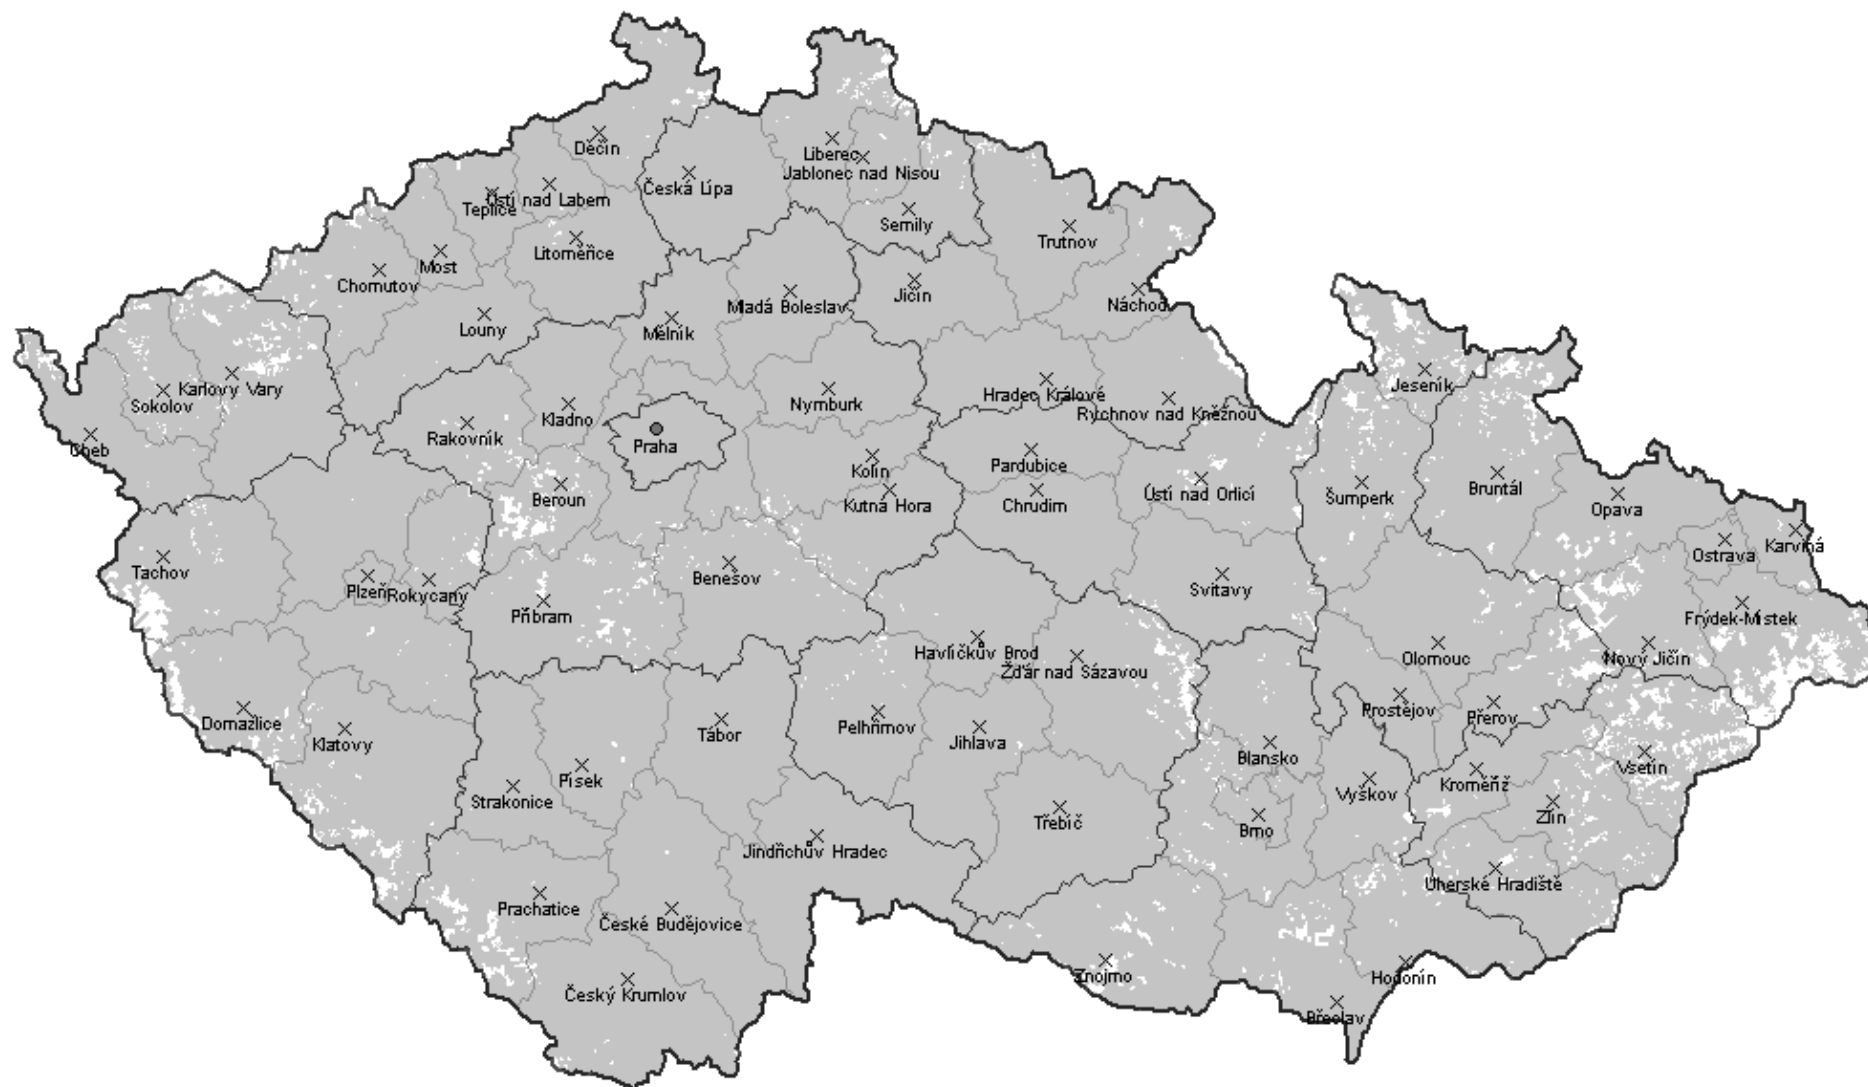 Děčín
Liberec
Jablonec nad Nisou
Česká Lípa
Ústí nad Labem
Teplice
Semily
Trutnov
Litoměřice
Most
Chomutov
Jičín
Náchod
Mladá Boleslav
Louny
Mělník
Karlovy Vary
Sokolov
Jeseník
Hradec Králové
Nymburk
Rychnov nad Kněžnou
Kladno
Rakovník
Praha
Cheb
Pardubice
Kolín
Beroun
Ústí nad Orlicí
Šumperk
Bruntál
Kutná Hora
Chrudim
Opava
Karviná
Ostrava
Tachov
Benešov
Svitavy
Plzeň
Rokycany
Příbram
Frýdek-Místek
Havlíčkův Brod
Olomouc
Nový Jičín
Žďár nad Sázavou
Prostějov
Přerov
Domažlice
Pelhřimov
Tábor
Klatovy
Jihlava
Blansko
Vsetín
Písek
Kroměříž
Vyškov
Strakonice
Zlín
Třebíč
Brno
Jindřichův Hradec
Uherské Hradiště
Prachatice
České Budějovice
Znojmo
Hodonín
Český Krumlov
Břeclav